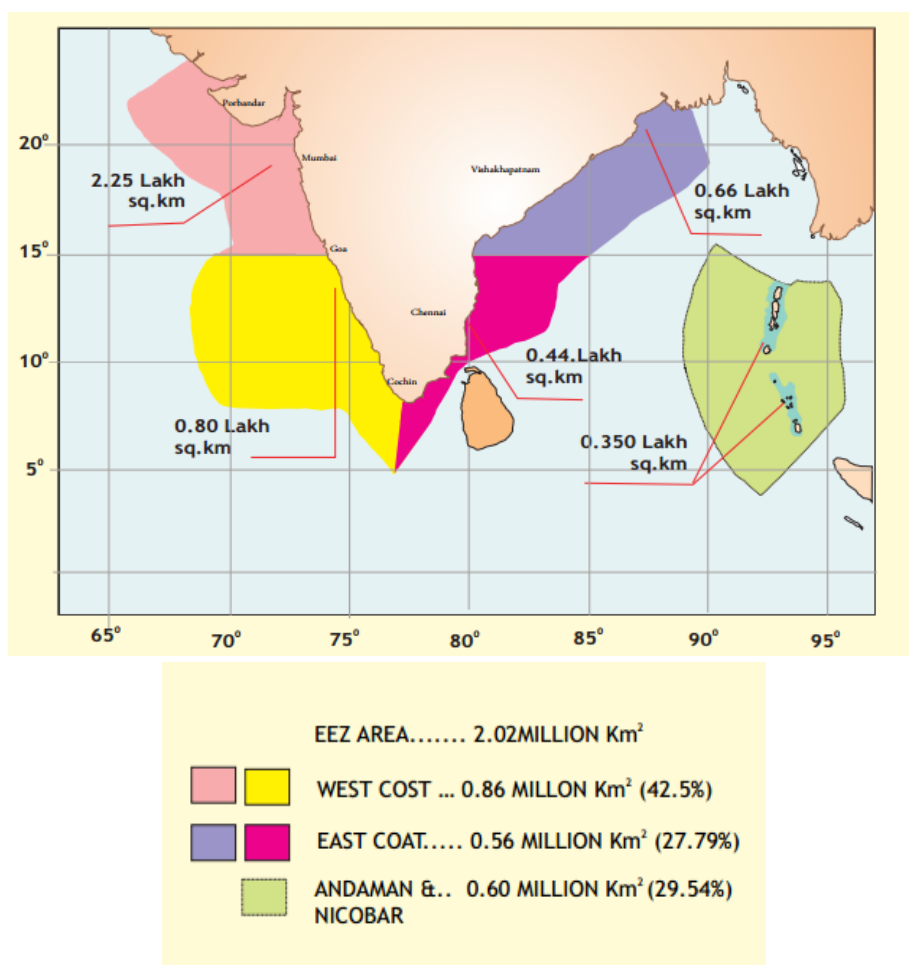 Porbandar
20°
Mumbai
Vishakhapatnam
2.25 Lakh
sq.km
0.66 Lakh
sq.km
15°
Goa
Chennai
10°
0.44.Lakh
sq.km
Cochin
0.80 Lakh
sq.km
0.350 Lakh
sq.km
5°
65°
70°
75°
80°
85°
90°
95°
EEZ AREA....... 2.02MILLION Km²
WEST COST ... 0.86 MILLON Km² (42.5%)
EAST COAT..... 0.56 MILLION Km² (27.79%)
ANDAMAN &.. 0.60 MILLION Km² (29.54%)
NICOBAR